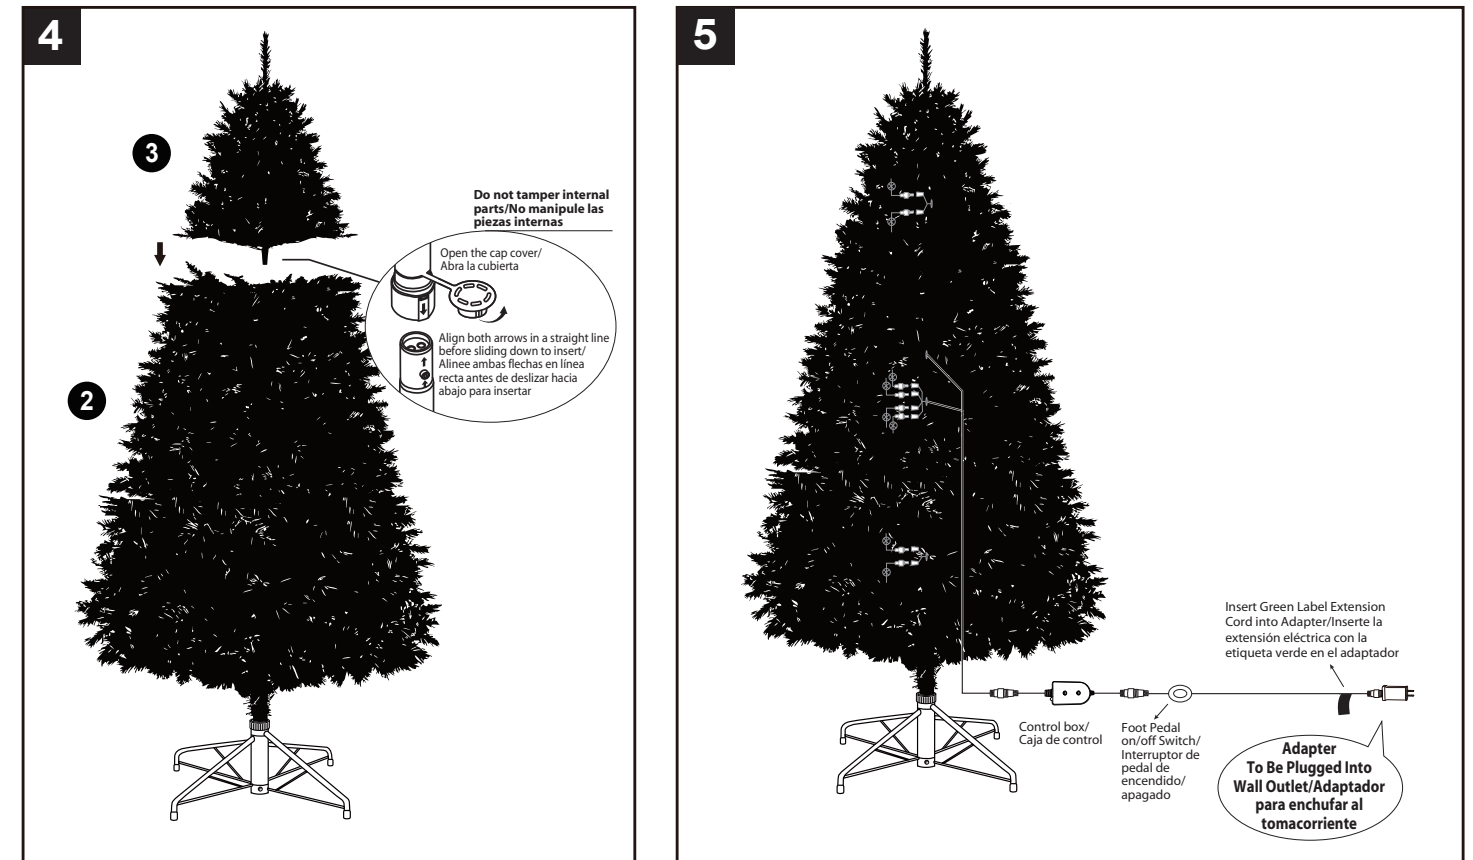 4
3
Do not tamper internal
parts/No manipule las
piezas internas
Open the cap cover/
Abra la cubierta
Align both arrows in a straight line
before sliding down to insert/
Alinee ambas flechas en línea
recta antes de deslizar hacia
abajo para insertar
2
5
Insert Green Label Extension
Cord into Adapter/Inserte la
extensión eléctrica con la
etiqueta verde en el adaptador
Control box/
Caja de control
Foot Pedal
on/off Switch/
Interruptor de
pedal de
encendido/
apagado
Adapter
To Be Plugged Into
Wall Outlet/Adaptador
para enchufar al
tomacorriente